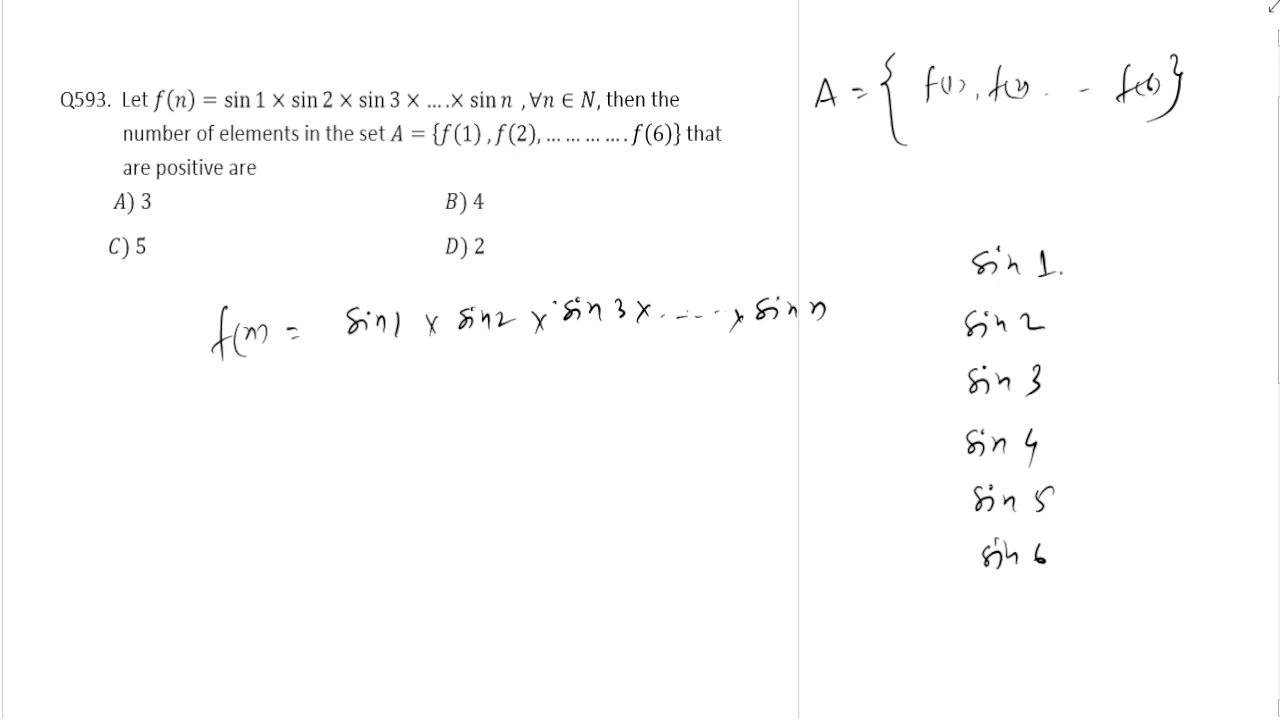 Q593. Let f(n) = sin 1 × sin 2 × sin 3 × ....× sin n , ∀n ∈ N, then the
number of elements in the set A = {f(1) , f(2), ... ... ... .... f(6)} that
are positive are
A) 3 B) 4
C) 5 D) 2
f(n) = sin 1 × sin 2 × sin 3 × ..... × sin n
A = { f(1), f(2) . - f(6) }
sin 1.
sin 2
sin 3
sin 4
sin 5
sin 6